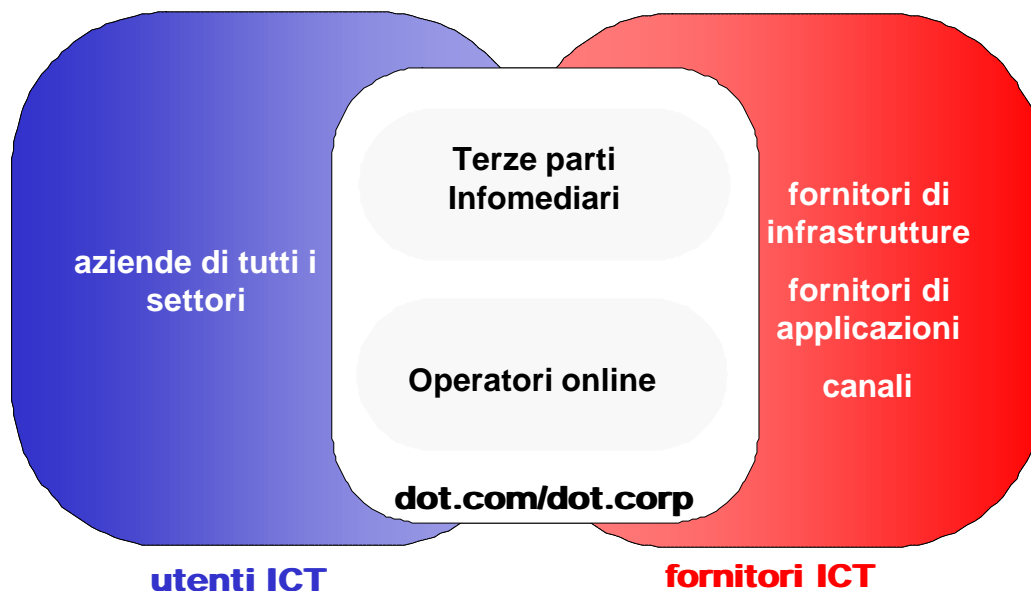 aziende di tutti i
settori
Terze parti
Infomediari
Operatori online
dot.com/dot.corp
fornitori di
infrastrutture
fornitori di
applicazioni
canali
utenti ICT
fornitori ICT